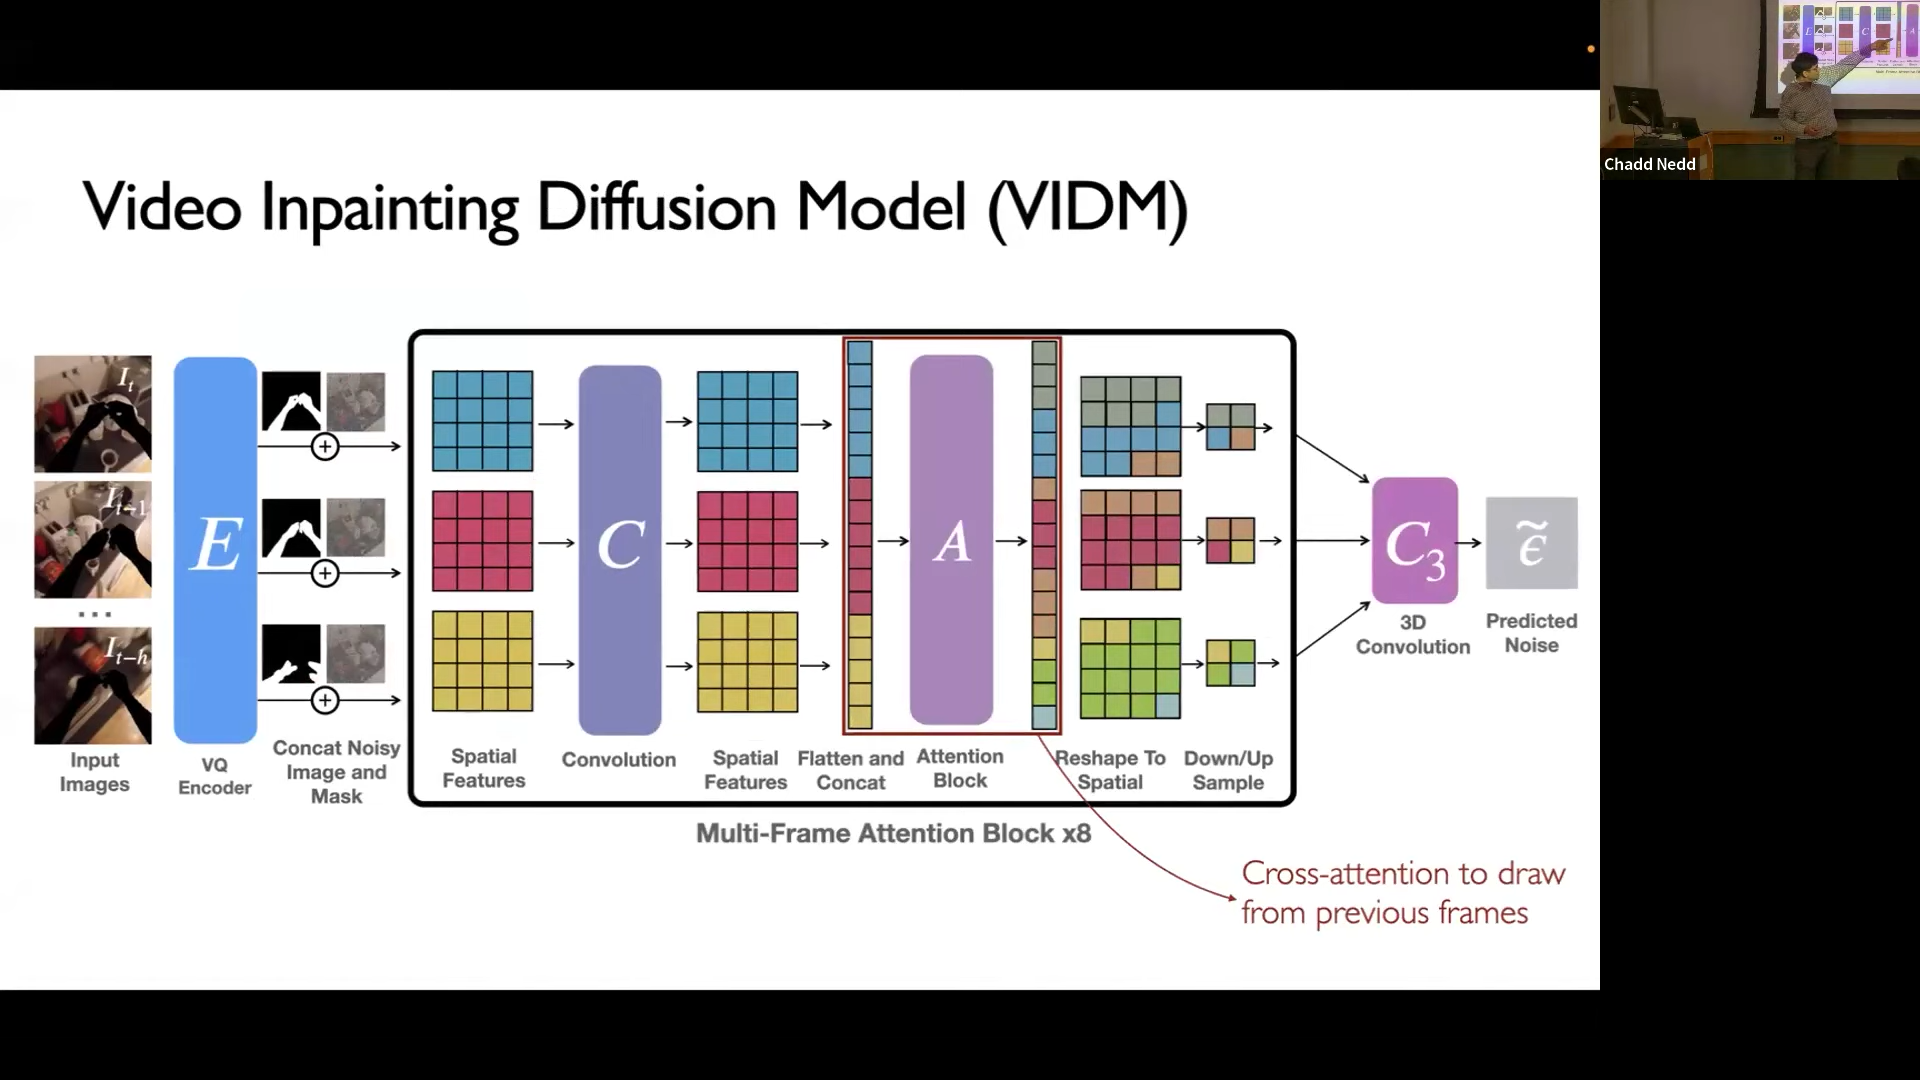 Video Inpainting Diffusion Model (VIDM)
I_t
I_{t-1}
...
I_{t-h}
E
C
A
C_3
\tilde{\epsilon}
Input
Images
VQ
Encoder
Concat Noisy
Image and
Mask
Spatial
Features
Convolution
Spatial
Features
Flatten and
Concat
Attention
Block
Reshape To
Spatial
Down/Up
Sample
3D
Convolution
Predicted
Noise
Multi-Frame Attention Block x8
Cross-attention to draw
from previous frames
E
C
A
Chadd Nedd